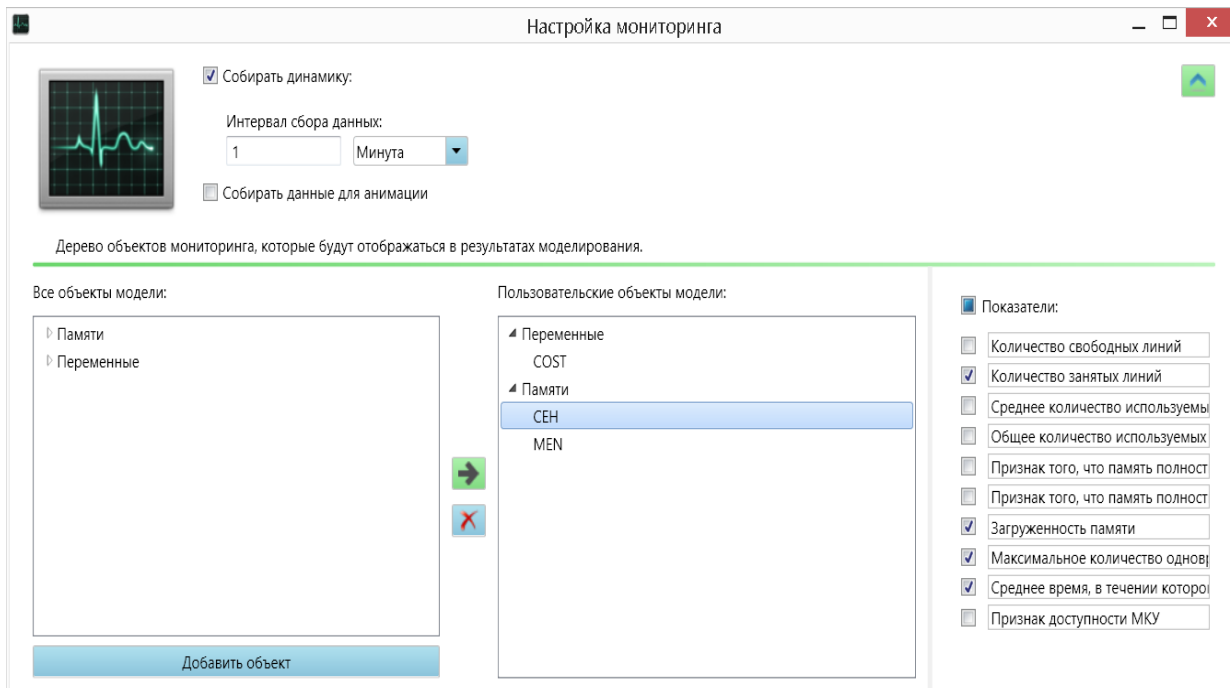 Настройка мониторинга
Собирать динамику:
Интервал сбора данных:
1 Минута
Собирать данные для анимации
Дерево объектов мониторинга, которые будут отображаться в результатах моделирования.
Все объекты модели:
Памяти
Переменные
Добавить объект
Пользовательские объекты модели:
Переменные
COST
Памяти
CEH
MEN
Показатели:
Количество свободных линий
Количество занятых линий
Среднее количество используемы
Общее количество используемых
Признак того, что память полност
Признак того, что память полност
Загруженность памяти
Максимальное количество одновр
Среднее время, в течении которо
Признак доступности МКУ